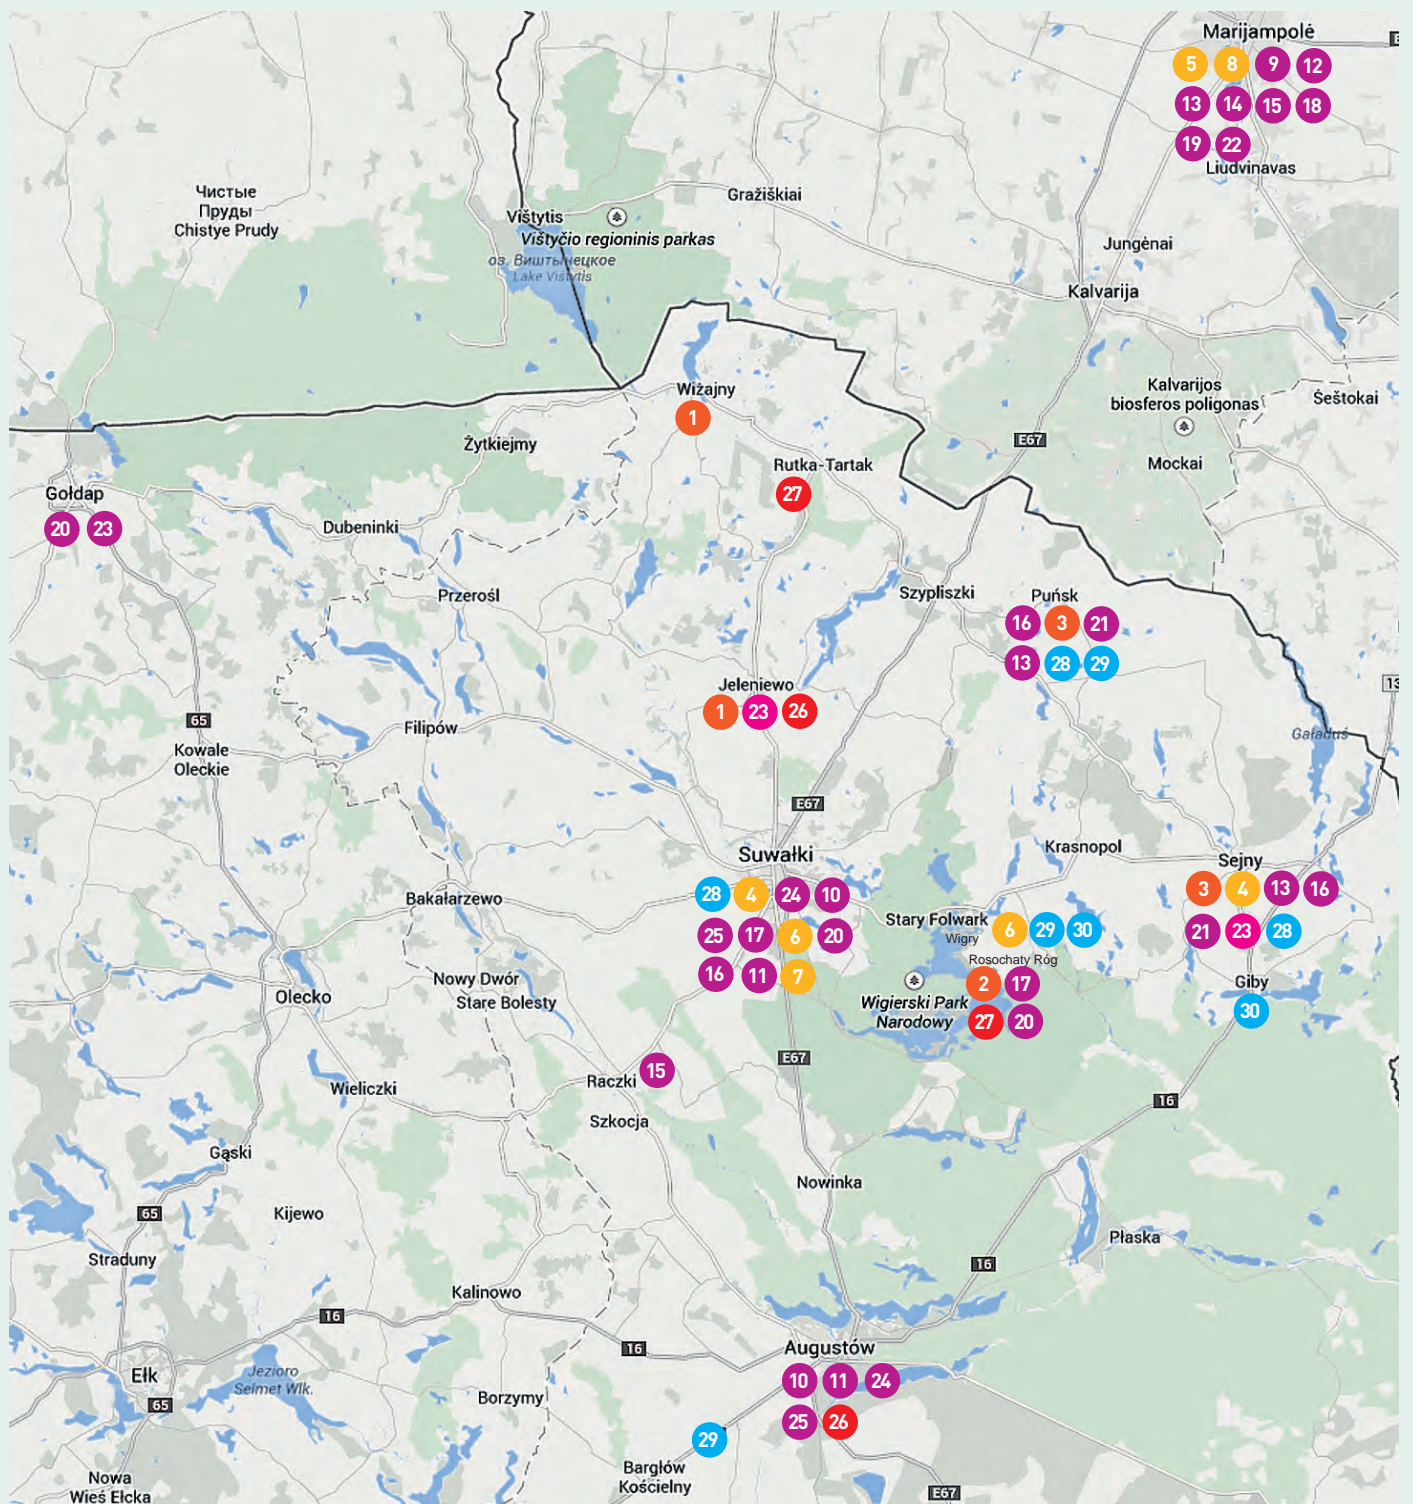 Marijampolė
E
5 8 9 12
13 14 15 18
19 22
Liudvinavas
Чистые
Пруды
Chistye Prudy
Gražiškiai
Vištytis
Vištyčio regioninis parkas
оз. Виштынецкое
Lake Vištytis
Jungėnai
Kalvarija
Wiżajny
1
Kalvarijos
biosferos poligonas
Šeštokai
Żytkiejmy
E67
Mockai
Rutka-Tartak
27
Gołdap
20 23
Dubeninki
Przerośl
Szypliszki
Puńsk
16 3 21
13 28 29
Jeleniewo
1 23 26
13
65
Filipów
Gaładuś
Kowale
Oleckie
E67
Suwałki
28 4 24 10
25 17 6 20
16 11 7
Krasnopol
Sejny
3 4 13 16
21 23 28
Bakałarzewo
Stary Folwark
6 29 30
Wigry
Rosochaty Róg
2 17
27 20
Wigierski Park
Narodowy
Giby
30
Nowy Dwór
Stare Bolesty
Olecko
E67
Raczki
15
Wieliczki
16
Szkocja
Gąski
Nowinka
65
Kijewo
Płaska
Straduny
16
Kalinowo
16
16
Augustów
10 11 24
25 26
Ełk
Jezioro
Selmet Wlk.
65
Borzymy
29
Bargłów
Kościelny
Nowa
Wieś Ełcka
E67